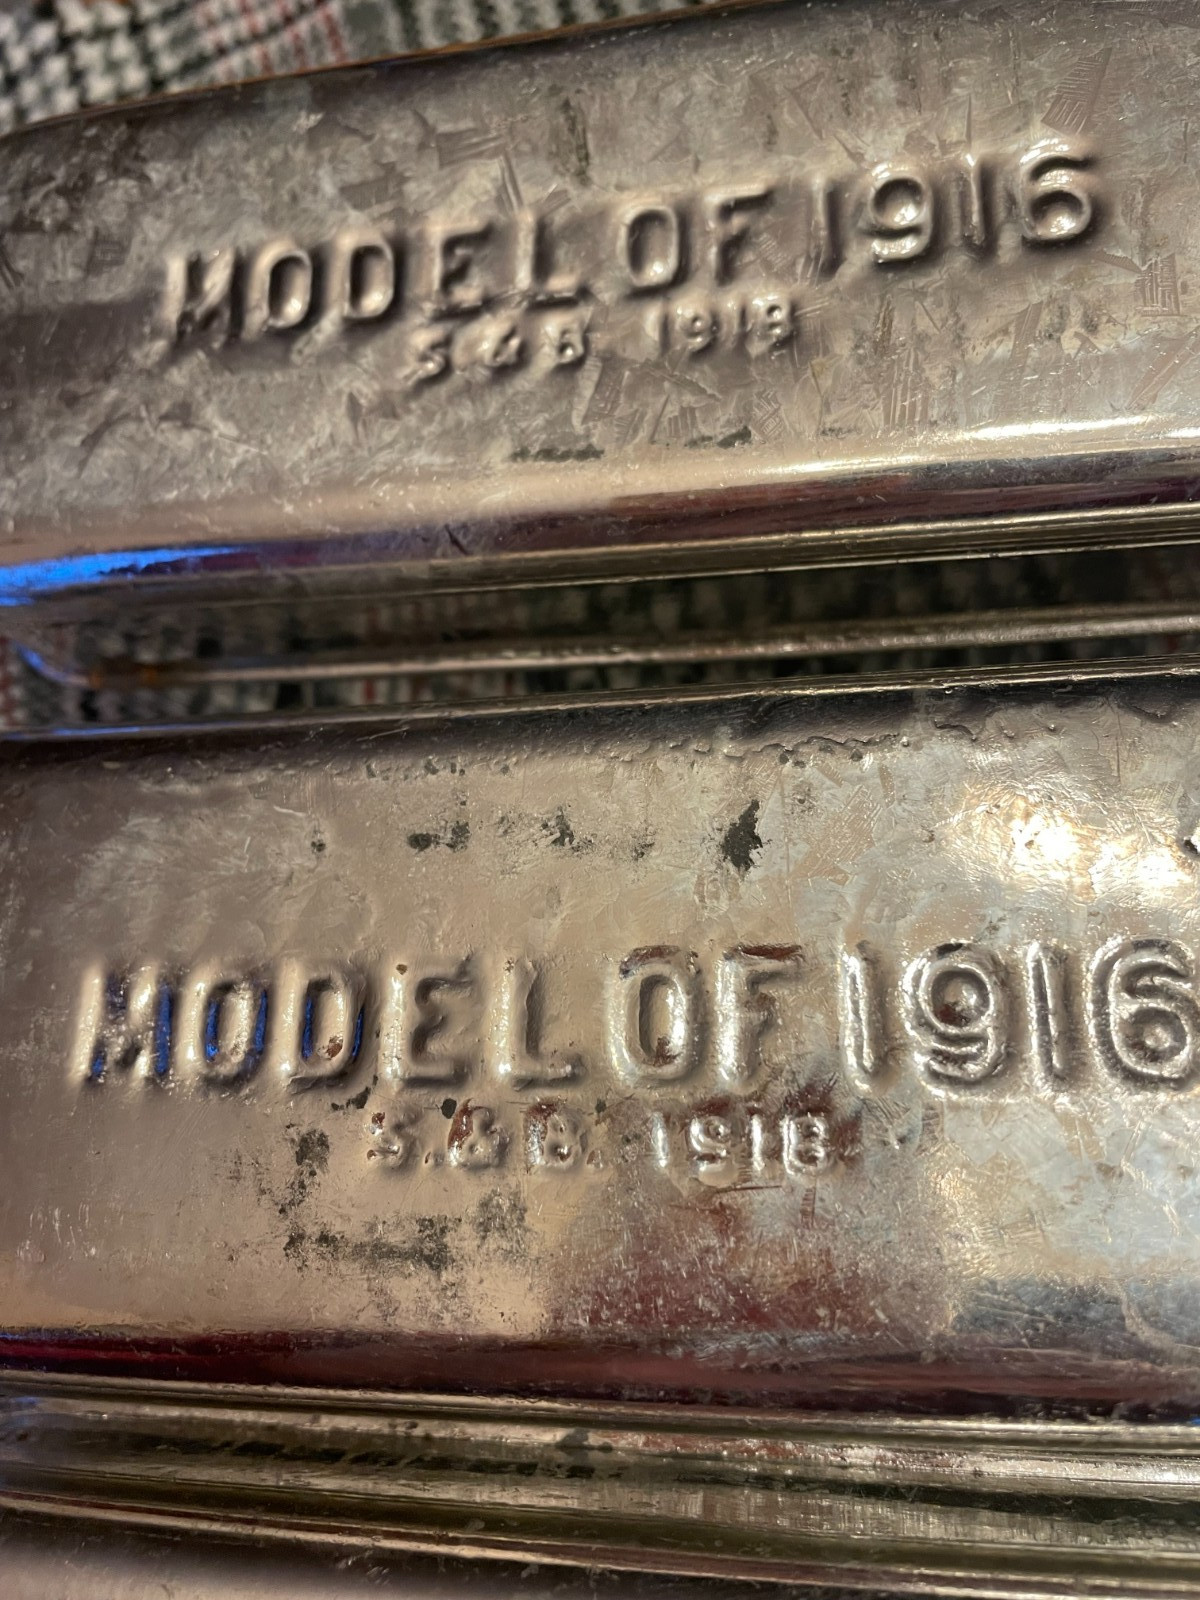 MODEL OF 1916
S. & B. 1918
MODEL OF 1916
S. & B. 1918